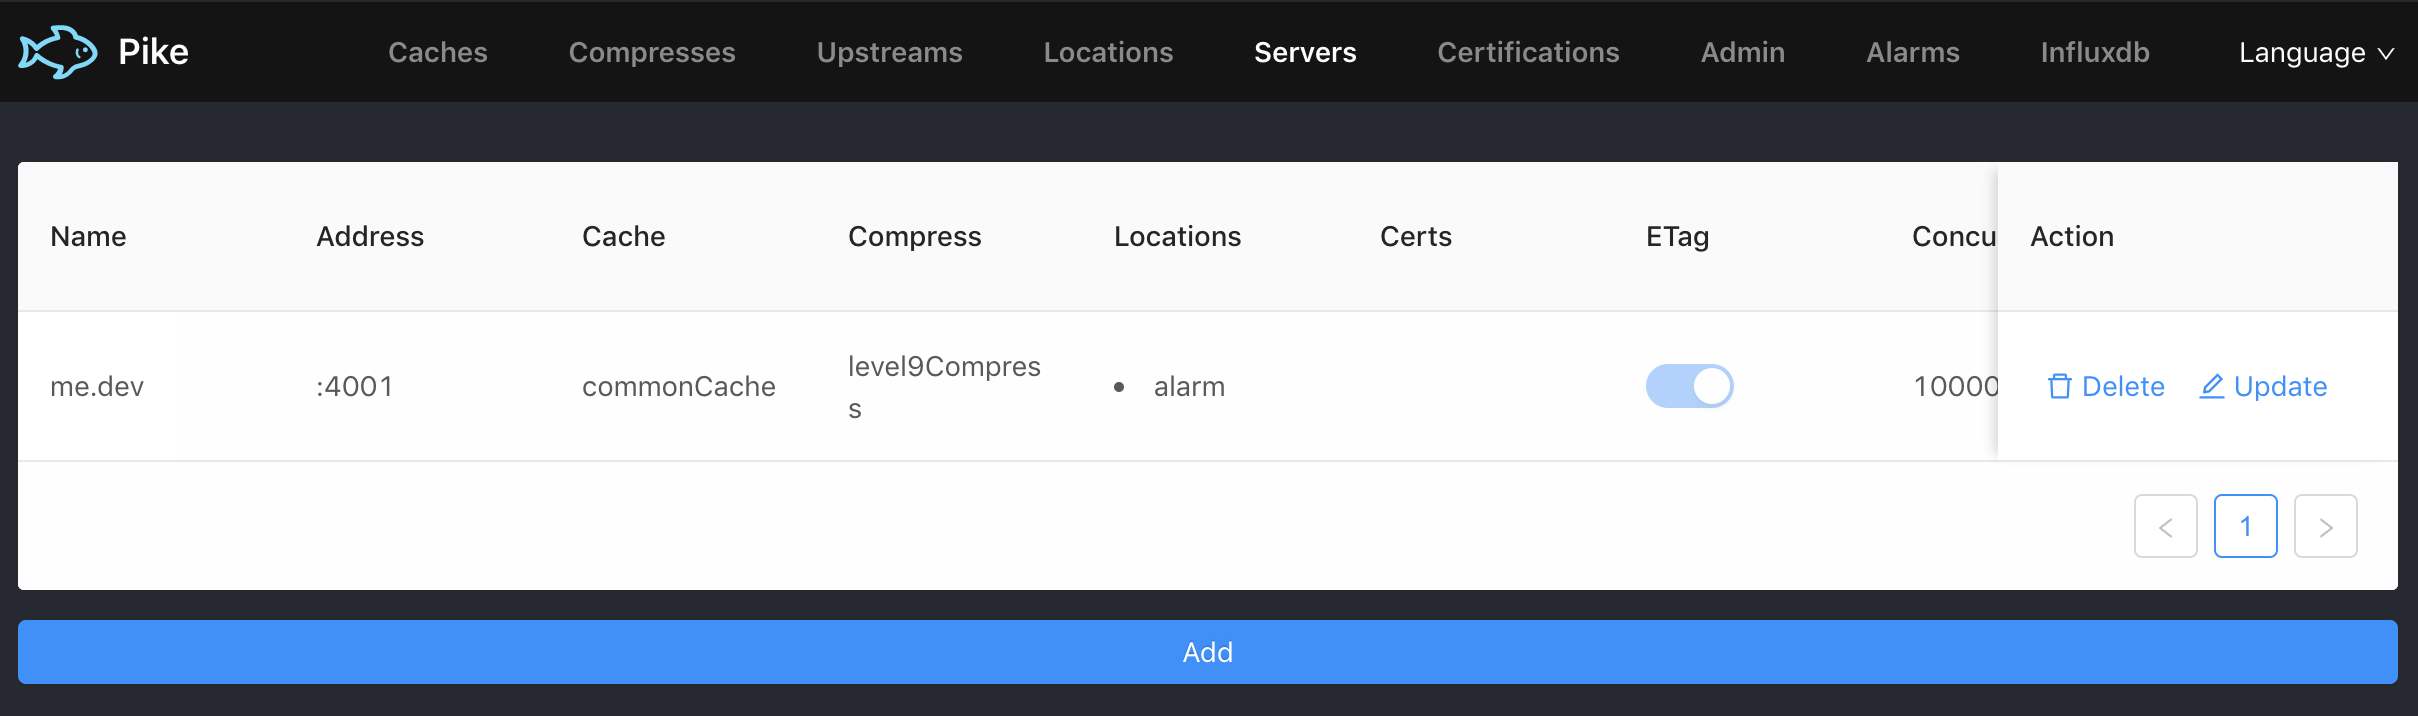 Pike Caches Compresses Upstreams Locations Servers Certifications Admin Alarms Influxdb Language
Name Address Cache Compress Locations Certs ETag Concu Action
me.dev :4001 commonCache level9Compres • alarm 10000 Delete Update
s
< 1 >
Add